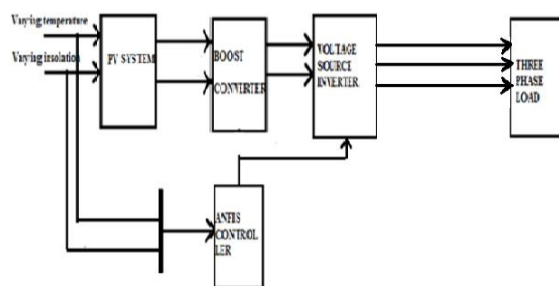 Varying temperature
Varying insolation
PV SYSTEM
BOOST
CONVERTER
VOLTAGE
SOURCE
INVERTER
THREE
PHASE
LOAD
ANFIS
CONTROL
LER